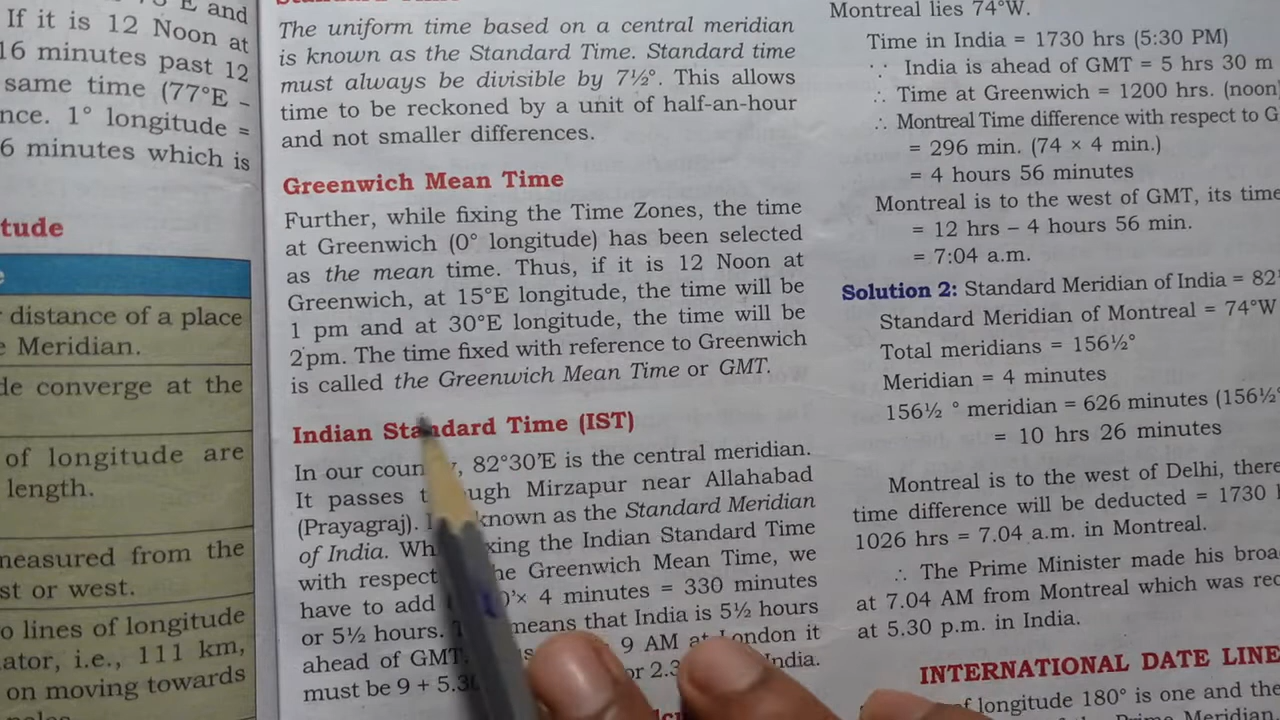 E and
If it is 12 Noon at
16 minutes past 12
same time (77°E –
nce. 1° longitude =
6 minutes which is
tude
distance of a place
Meridian.
de converge at the
of longitude are
length.
measured from the
st or west.
o lines of longitude
ator, i.e., 111 km,
on moving towards
The uniform time based on a central meridian
is known as the Standard Time. Standard time
must always be divisible by 7½°. This allows
time to be reckoned by a unit of half-an-hour
and not smaller differences.
Greenwich Mean Time
Further, while fixing the Time Zones, the time
at Greenwich (0° longitude) has been selected
as the mean time. Thus, if it is 12 Noon at
Greenwich, at 15°E longitude, the time will be
1 pm and at 30°E longitude, the time will be
2 pm. The time fixed with reference to Greenwich
is called the Greenwich Mean Time or GMT.
Indian Standard Time (IST)
In our coun , 82°30'E is the central meridian.
It passes t ugh Mirzapur near Allahabad
(Prayagraj). known as the Standard Meridian
of India. Wh xing the Indian Standard Time
with respect he Greenwich Mean Time, we
have to add 0'× 4 minutes = 330 minutes
or 5½ hours. means that India is 5½ hours
ahead of GMT. 9 AM at London it
must be 9 + 5.3 or 2.3 India.
Montreal lies 74°W.
Time in India = 1730 hrs (5:30 PM)
∵ India is ahead of GMT = 5 hrs 30 m
∴ Time at Greenwich = 1200 hrs. (noon)
∴ Montreal Time difference with respect to G
= 296 min. (74 × 4 min.)
= 4 hours 56 minutes
Montreal is to the west of GMT, its time
= 12 hrs – 4 hours 56 min.
= 7:04 a.m.
Solution 2: Standard Meridian of India = 82
Standard Meridian of Montreal = 74°W
Total meridians = 156½°
Meridian = 4 minutes
156½ ° meridian = 626 minutes (156½°
= 10 hrs 26 minutes
Montreal is to the west of Delhi, there
time difference will be deducted = 1730
1026 hrs = 7.04 a.m. in Montreal.
∴ The Prime Minister made his broa
at 7.04 AM from Montreal which was rec
at 5.30 p.m. in India.
INTERNATIONAL DATE LINE
of longitude 180° is one and the
Prime Meridian